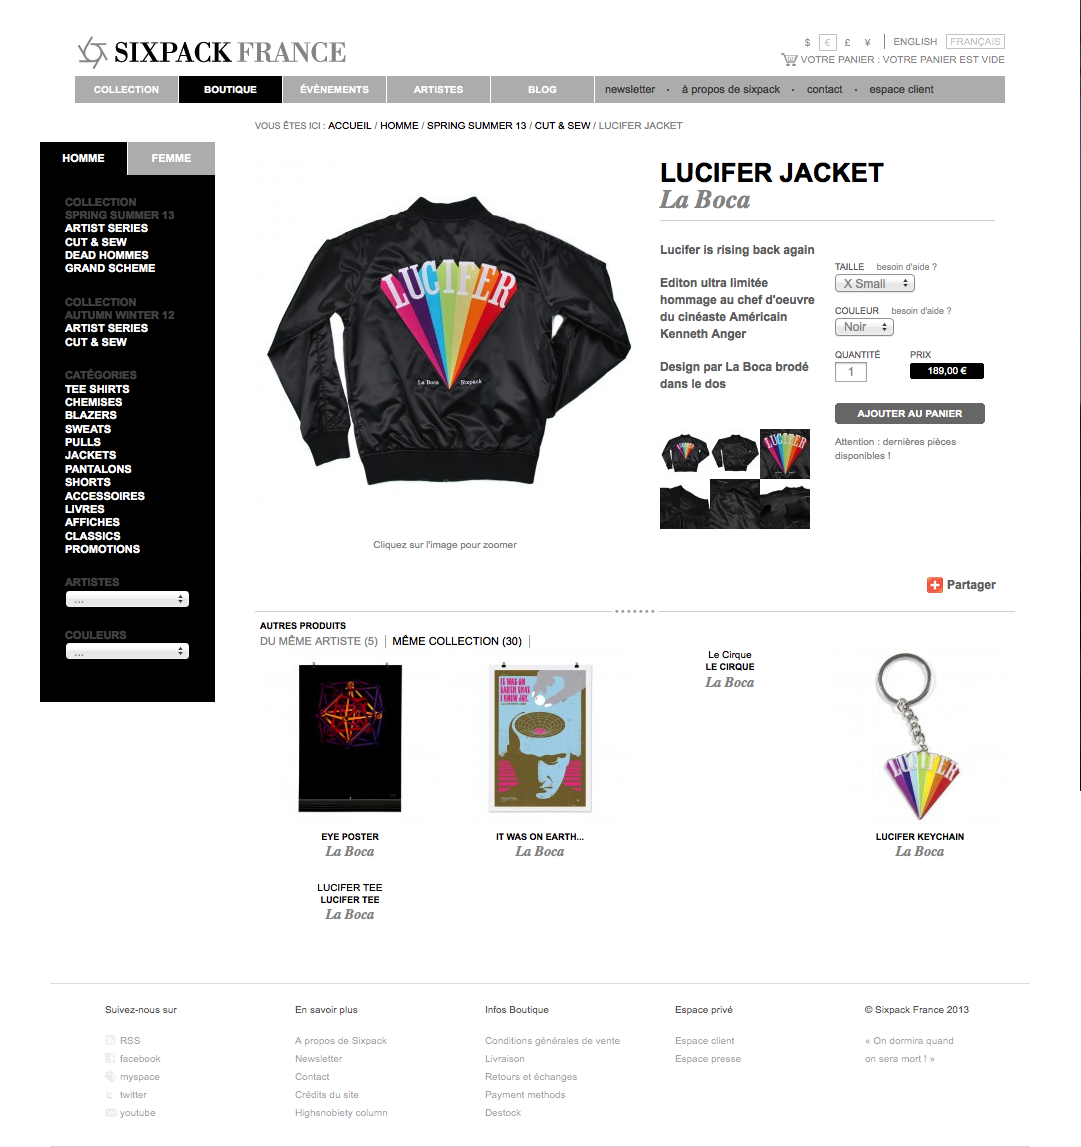 SIXPACK FRANCE
$ € £ ¥ ENGLISH FRANÇAIS
VOTRE PANIER : VOTRE PANIER EST VIDE
COLLECTION BOUTIQUE ÉVÈNEMENTS ARTISTES BLOG newsletter · à propos de sixpack · contact · espace client
VOUS ÊTES ICI : ACCUEIL / HOMME / SPRING SUMMER 13 / CUT & SEW / LUCIFER JACKET
HOMME FEMME
COLLECTION
SPRING SUMMER 13
ARTIST SERIES
CUT & SEW
DEAD HOMMES
GRAND SCHEME
COLLECTION
AUTUMN WINTER 12
ARTIST SERIES
CUT & SEW
CATÉGORIES
TEE SHIRTS
CHEMISES
BLAZERS
SWEATS
PULLS
JACKETS
PANTALONS
SHORTS
ACCESSOIRES
LIVRES
AFFICHES
CLASSICS
PROMOTIONS
ARTISTES
...
COULEURS
...
LUCIFER
La Boca Sixpack
Cliquez sur l'image pour zoomer
LUCIFER JACKET
La Boca
Lucifer is rising back again
Editon ultra limitée
hommage au chef d'oeuvre
du cinéaste Américain
Kenneth Anger
Design par La Boca brodé
dans le dos
LUCIFER
LUCIFER
TAILLE besoin d'aide ?
X Small
COULEUR besoin d'aide ?
Noir
QUANTITÉ PRIX
1 189,00 €
AJOUTER AU PANIER
Attention : dernières pièces
disponibles !
Partager
AUTRES PRODUITS
DU MÊME ARTISTE (5) MÊME COLLECTION (30)
IT WAS ON
EARTH THAT
I KNEW JOY.
Le Cirque
LE CIRQUE
La Boca
LUCIFER
EYE POSTER
La Boca
IT WAS ON EARTH...
La Boca
LUCIFER KEYCHAIN
La Boca
LUCIFER TEE
LUCIFER TEE
La Boca
Suivez-nous sur
RSS
facebook
myspace
twitter
youtube
En savoir plus
A propos de Sixpack
Newsletter
Contact
Crédits du site
Highsnobiety column
Infos Boutique
Conditions générales de vente
Livraison
Retours et échanges
Payment methods
Destock
Espace privé
Espace client
Espace presse
© Sixpack France 2013
« On dormira quand
on sera mort ! »